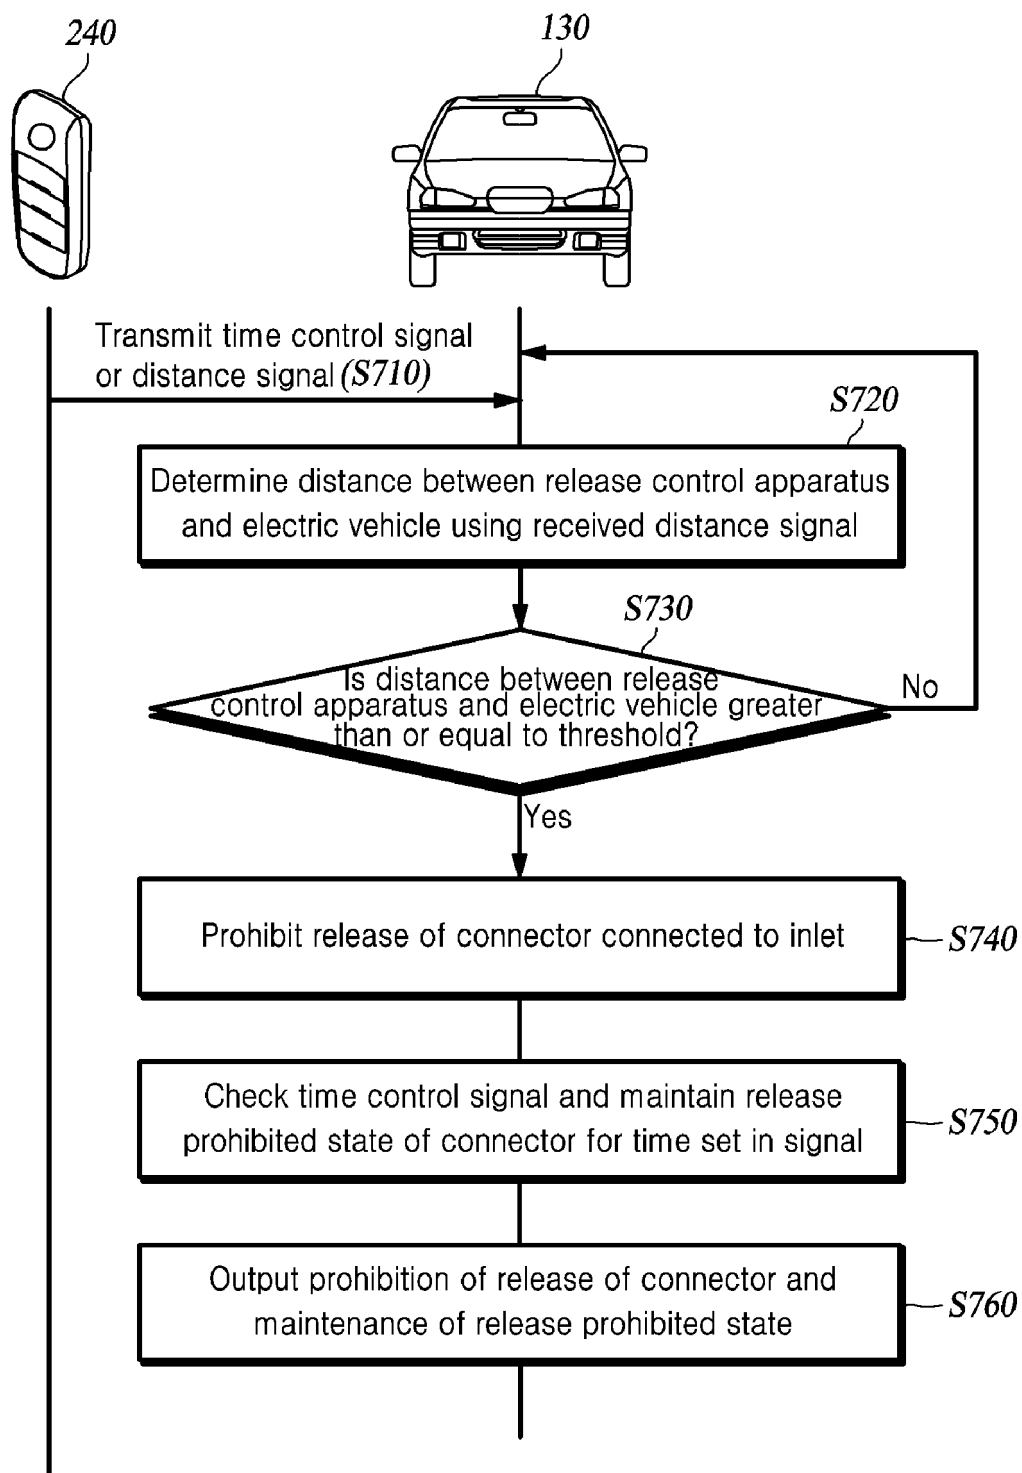 240
130
Transmit time control signal
or distance signal (S710)
S720
Determine distance between release control apparatus
and electric vehicle using received distance signal
S730
Is distance between release
control apparatus and electric vehicle greater
than or equal to threshold?
No
Yes
Prohibit release of connector connected to inlet
S740
Check time control signal and maintain release
prohibited state of connector for time set in signal
S750
Output prohibition of release of connector and
maintenance of release prohibited state
S760